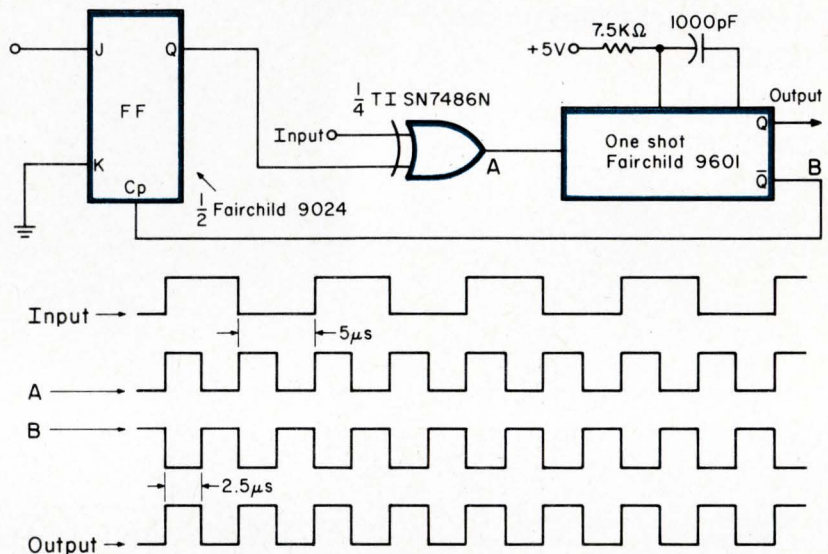 7.5KΩ
1000pF
+5V
J
Q
FF
1/4 TI SN7486N
Input
Output
Q
One shot
Fairchild 9601
A
B
Q̅
K
Cp
1/2 Fairchild 9024
Input
5μs
A
B
2.5μs
Output